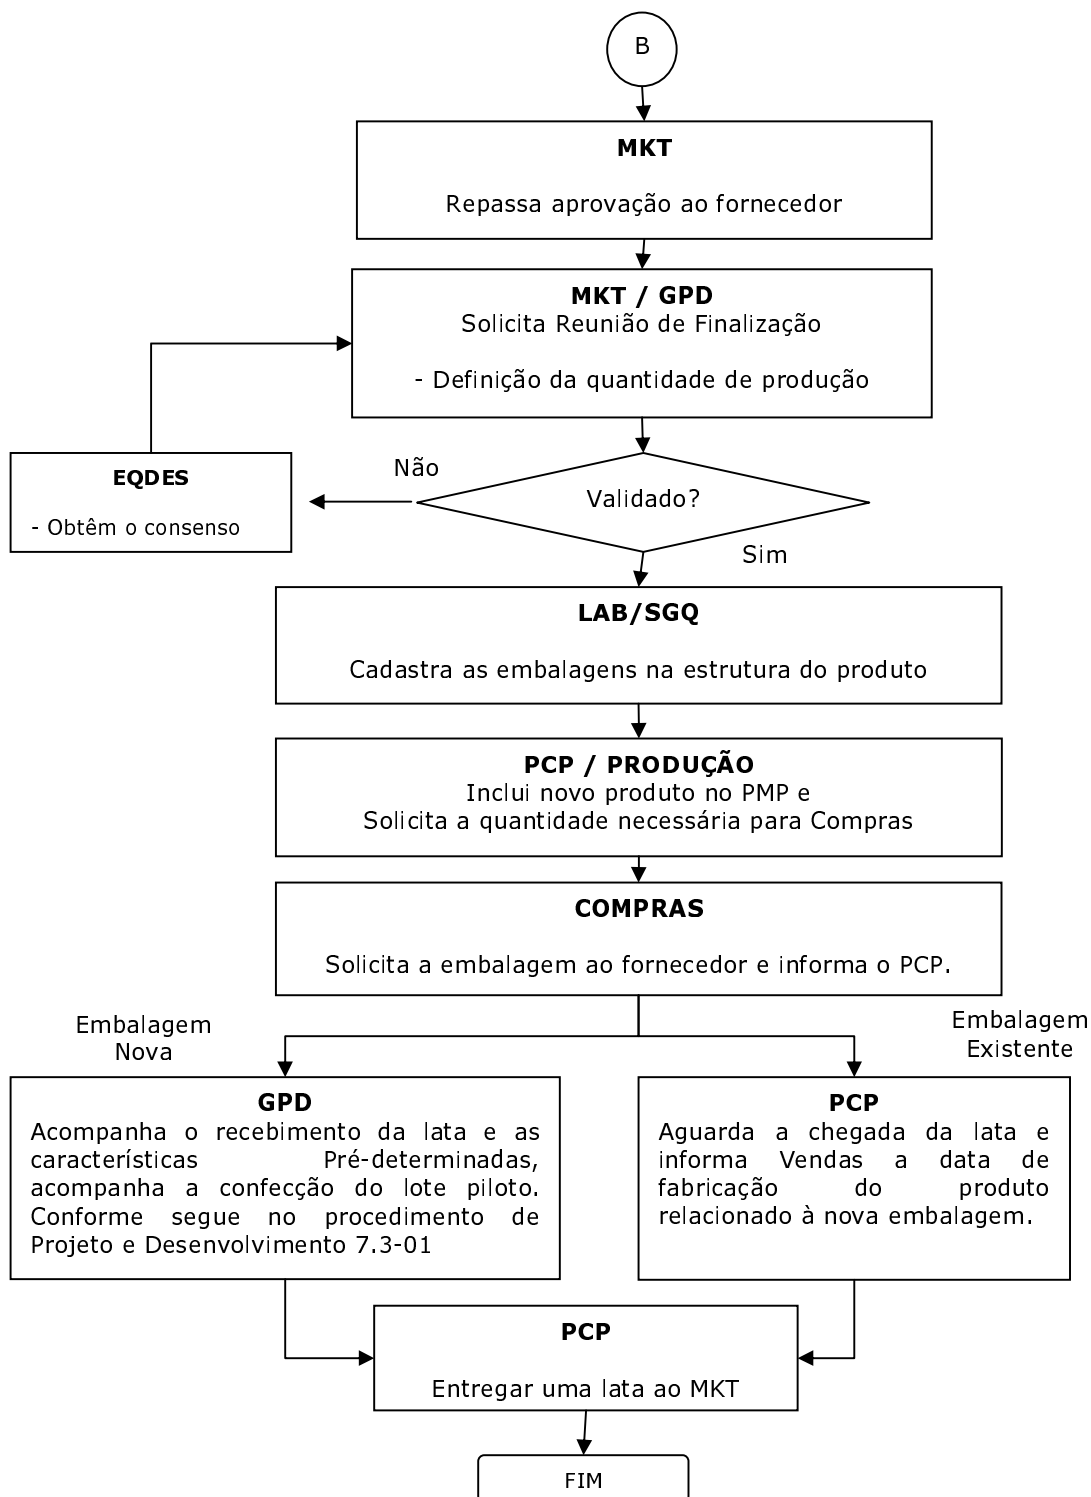 B
MKT
Repassa aprovação ao fornecedor
MKT / GPD
Solicita Reunião de Finalização
- Definição da quantidade de produção
EQDES
- Obtêm o consenso
Não
Validado?
Sim
LAB/SGQ
Cadastra as embalagens na estrutura do produto
PCP / PRODUÇÃO
Inclui novo produto no PMP e
Solicita a quantidade necessária para Compras
COMPRAS
Solicita a embalagem ao fornecedor e informa o PCP.
Embalagem
Nova
Embalagem
Existente
GPD
Acompanha o recebimento da lata e as
características Pré-determinadas,
acompanha a confecção do lote piloto.
Conforme segue no procedimento de
Projeto e Desenvolvimento 7.3-01
PCP
Aguarda a chegada da lata e
informa Vendas a data de
fabricação do produto
relacionado à nova embalagem.
PCP
Entregar uma lata ao MKT
FIM